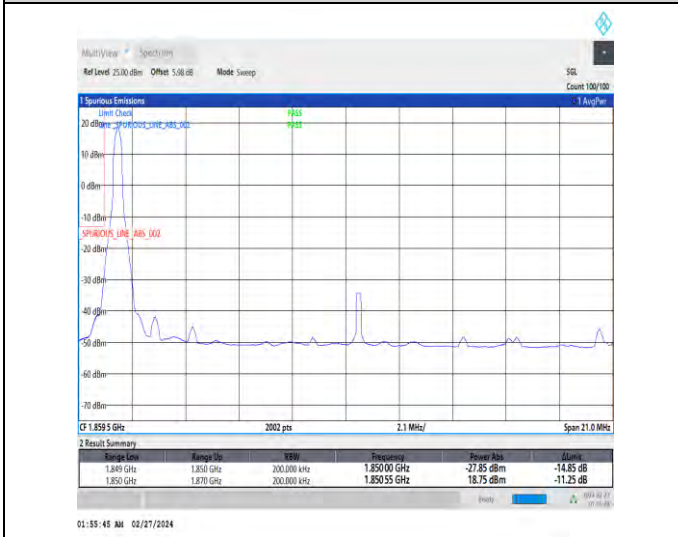 MultiView Spectrum
Ref Level 25.00 dBm Offset 5.98 dB Mode Sweep SGL
Count 100/100
1 Spurious Emissions 1 AvgPwr
Limit Check PASS
20 dBm Line _SPURIOUS_LINE_ABS_002 PASS
10 dBm
0 dBm
-10 dBm
_SPURIOUS_LINE_ABS_002
-20 dBm
-30 dBm
-40 dBm
-50 dBm
-60 dBm
-70 dBm
CF 1.859 5 GHz 2002 pts 2.1 MHz/ Span 21.0 MHz
2 Result Summary
Range Low Range Up RBW Frequency Power Abs ΔLimit
1.849 GHz 1.850 GHz 200.000 kHz 1.85000 GHz -27.85 dBm -14.85 dB
1.850 GHz 1.870 GHz 200.000 kHz 1.85055 GHz 18.75 dBm -11.25 dB
01:55:45 AM 02/27/2024